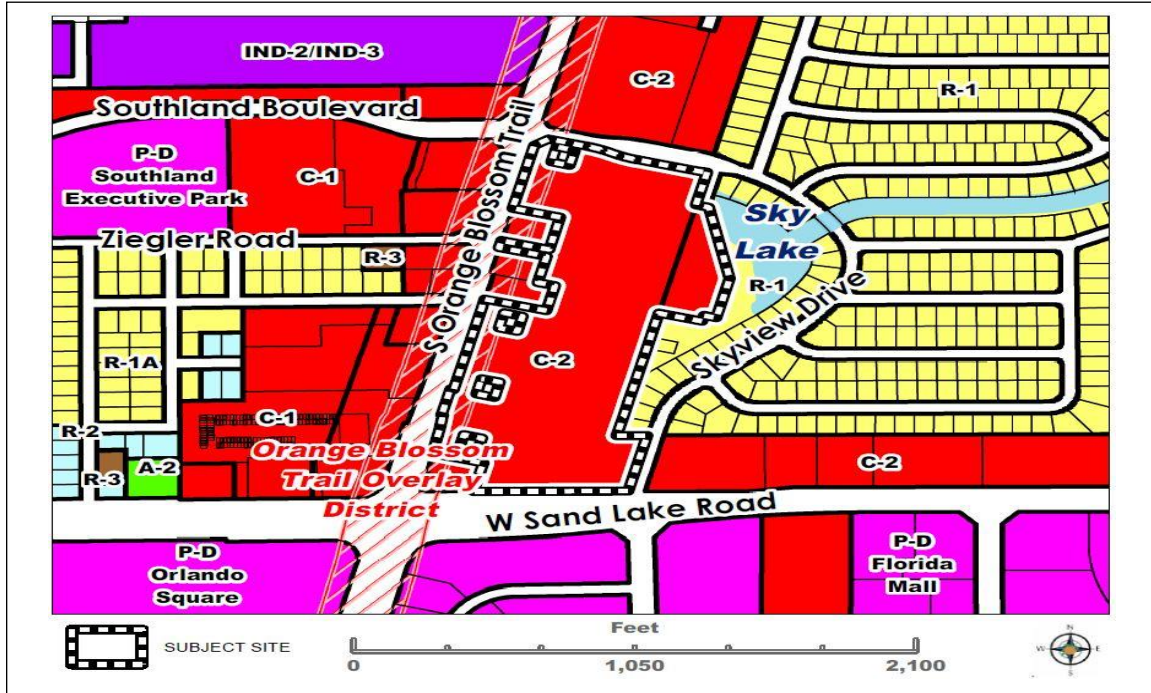 IND-2/IND-3
C-2
R-1
Southland Boulevard
S Orange Blossom Trail
P-D
Southland
Executive Park
C-1
Sky
Lake
Ziegler Road
R-3
R-1
Skyview Drive
C-2
R-1A
C-1
R-2
A-2
R-3
Orange Blossom
Trail Overlay
District
C-2
W Sand Lake Road
P-D
Orlando
Square
P-D
Florida
Mall
SUBJECT SITE
Feet
0
1,050
2,100
N
W
E
S